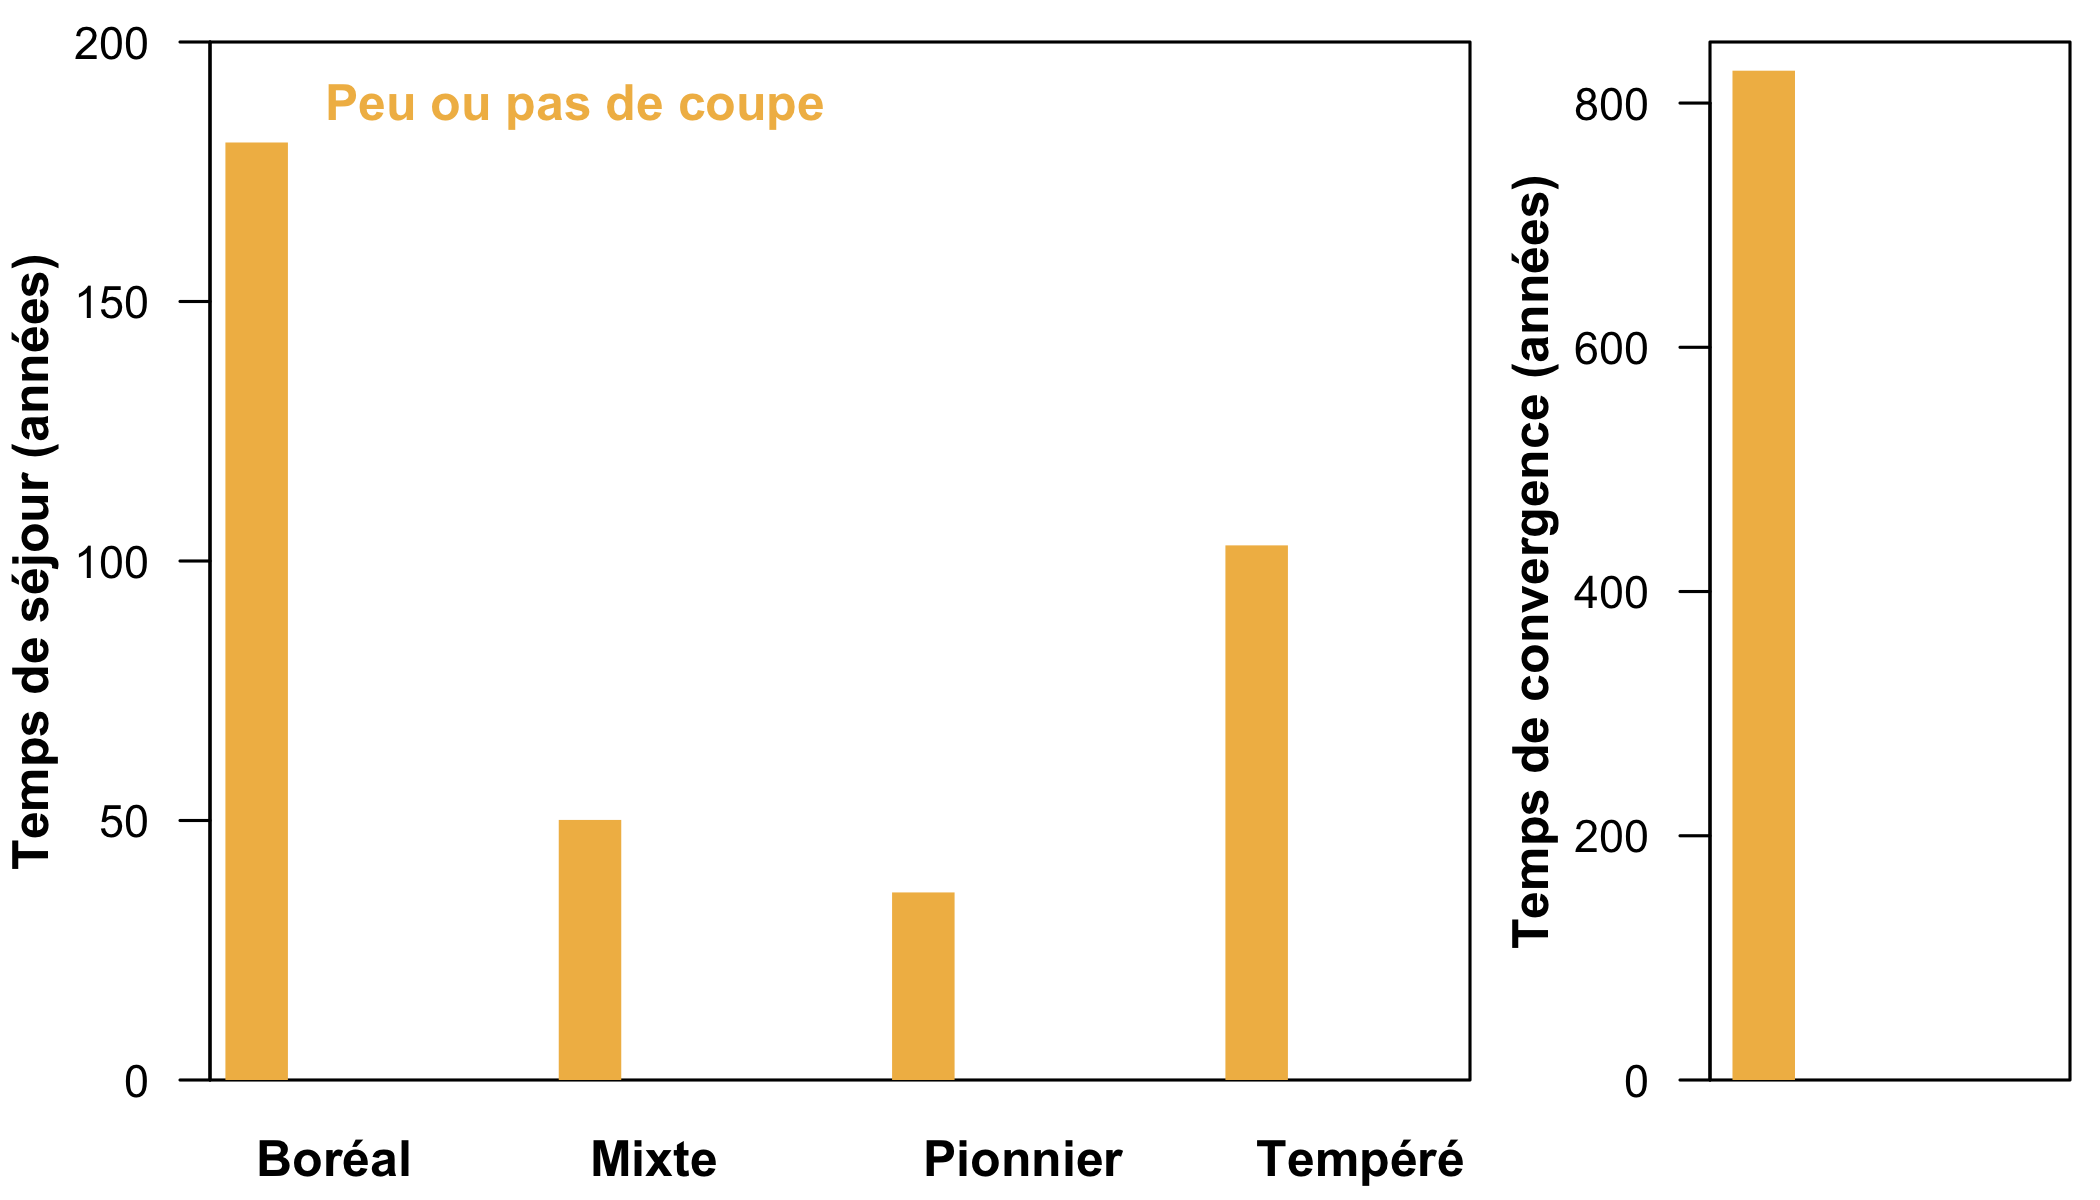 Peu ou pas de coupe
Temps de séjour (années)
200
150
100
50
0
Boréal
Mixte
Pionnier
Tempéré
Temps de convergence (années)
800
600
400
200
0